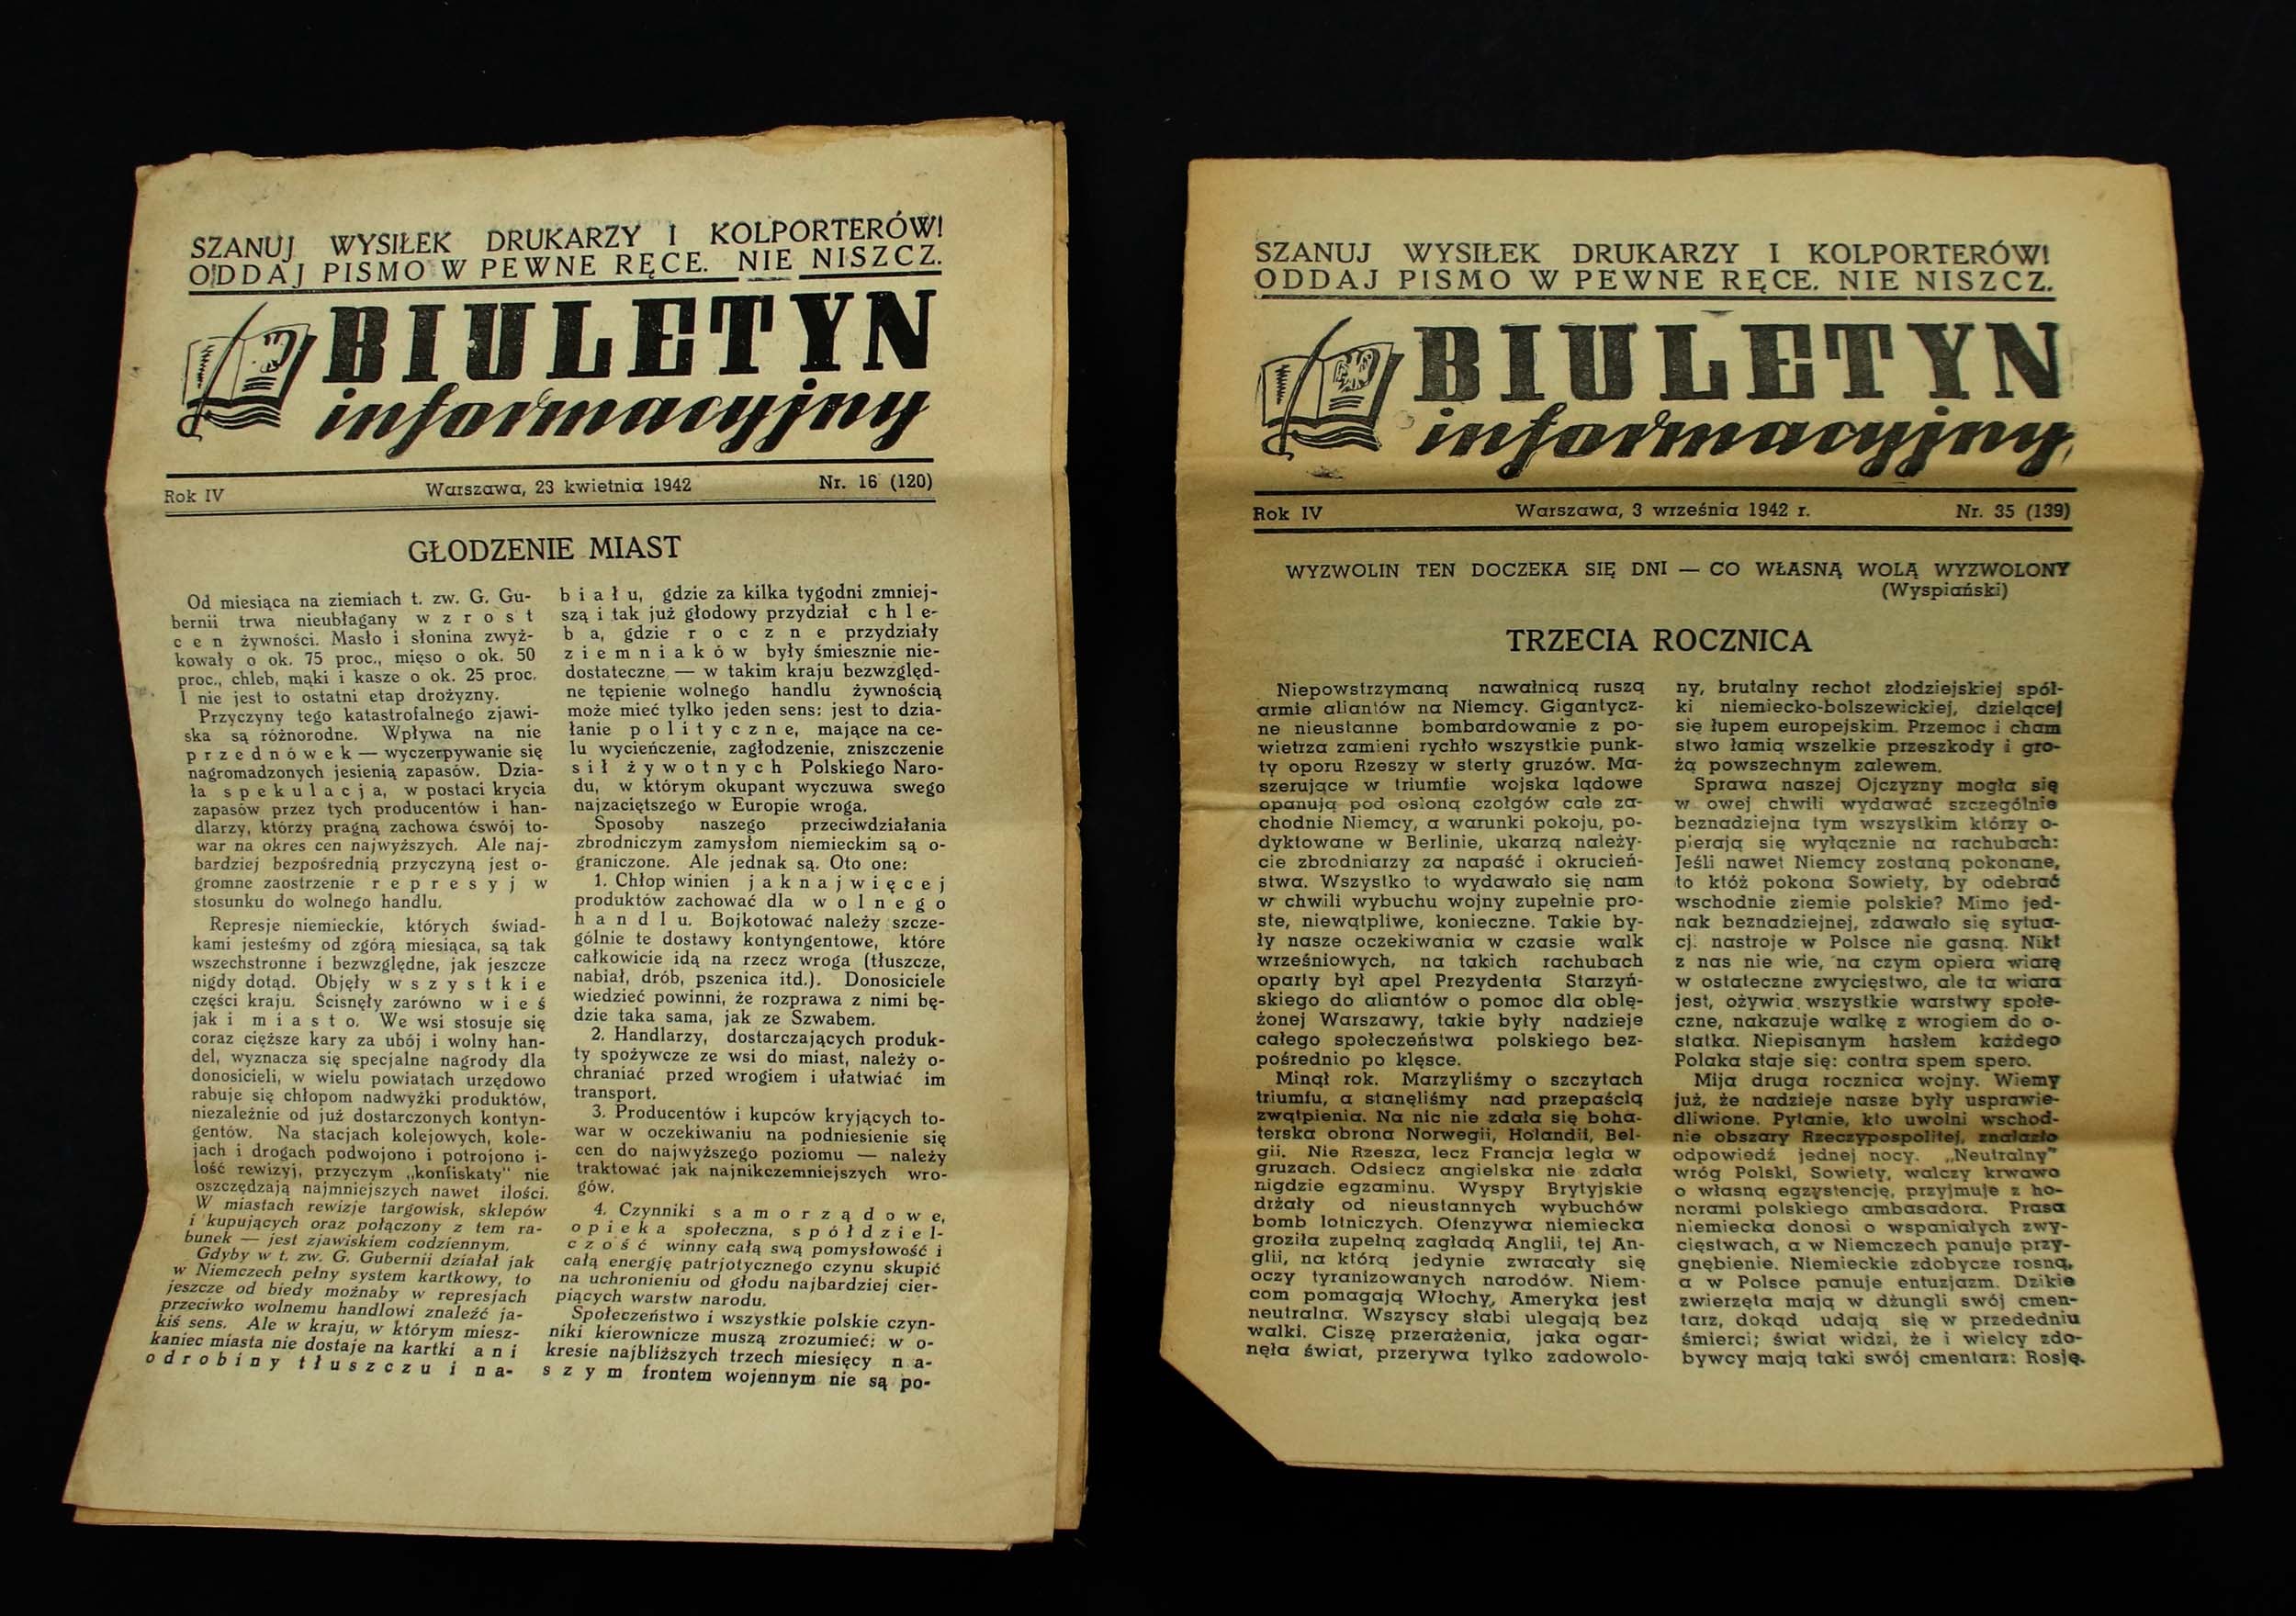 SZANUJ WYSIŁEK DRUKARZY I KOLPORTERÓW!
ODDAJ PISMO W PEWNE RĘCE. NIE NISZCZ.
BIULETYN
informacyjny
Rok IV Warszawa, 23 kwietnia 1942 Nr. 16 (120)
GŁODZENIE MIAST
Od miesiąca na ziemiach t. zw. G. Gu-
bernii trwa nieubłagany w z r o s t
c e n żywności. Masło i słonina zwyż-
kowały o ok. 75 proc., mięso o ok. 50
proc., chleb, mąki i kasze o ok. 25 proc.
I nie jest to ostatni etap drożyzny.
Przyczyny tego katastrofalnego zjawi-
ska są różnorodne. Wpływa na nie
p r z e d n ó w e k — wyczerpywanie się
nagromadzonych jesienią zapasów. Dzia-
ła s p e k u l a c j a, w postaci krycia
zapasów przez tych producentów i han-
dlarzy, którzy pragną zachowa ćswój to-
war na okres cen najwyższych. Ale naj-
bardziej bezpośrednią przyczyną jest o-
gromne zaostrzenie r e p r e s y j w
stosunku do wolnego handlu.
Represje niemieckie, których świad-
kami jesteśmy od zgórą miesiąca, są tak
wszechstronne i bezwzględne, jak jeszcze
nigdy dotąd. Objęły w s z y s t k i e
części kraju. Ścisnęły zarówno w i e ś
jak i m i a s t o. We wsi stosuje się
coraz cięższe kary za ubój i wolny han-
del, wyznacza się specjalne nagrody dla
donosicieli, w wielu powiatach urzędowo
rabuje się chłopom nadwyżki produktów,
niezależnie od już dostarczonych kontyn-
gentów. Na stacjach kolejowych, kole-
jach i drogach podwojono i potrojono i-
lość rewizyj, przyczym „konfiskaty" nie
oszczędzają najmniejszych nawet ilości.
W miastach rewizje targowisk, sklepów
i kupujących oraz połączony z tem ra-
bunek — jest zjawiskiem codziennym.
Gdyby w t. zw. G. Gubernii działał jak
w Niemczech pełny system kartkowy, to
jeszcze od biedy możnaby w represjach
przeciwko wolnemu handlowi znaleźć ja-
kiś sens. Ale w kraju, w którym miesz-
kaniec miasta nie dostaje na kartki a n i
o d r o b i n y t ł u s z c z u i n a-
b i a ł u, gdzie za kilka tygodni zmniej-
szą i tak już głodowy przydział c h l e-
b a, gdzie r o c z n e przydziały
z i e m n i a k ó w były śmiesznie nie-
dostateczne — w takim kraju bezwzględ-
ne tępienie wolnego handlu żywnością
może mieć tylko jeden sens: jest to dzia-
łanie p o l i t y c z n e, mające na ce-
lu wycieńczenie, zagłodzenie, zniszczenie
s i ł ż y w o t n y c h Polskiego Naro-
du, w którym okupant wyczuwa swego
najzaciętszego w Europie wroga.
Sposoby naszego przeciwdziałania
zbrodniczym zamysłom niemieckim są o-
graniczone. Ale jednak są. Oto one:
1. Chłop winien j a k n a j w i ę c e j
produktów zachować dla w o l n e g o
h a n d l u. Bojkotować należy szcze-
gólnie te dostawy kontyngentowe, które
całkowicie idą na rzecz wroga (tłuszcze,
nabiał, drób, pszenica itd.). Donosiciele
wiedzieć powinni, że rozprawa z nimi bę-
dzie taka sama, jak ze Szwabem.
2. Handlarzy, dostarczających produk-
ty spożywcze ze wsi do miast, należy o-
chraniać przed wrogiem i ułatwiać im
transport.
3. Producentów i kupców kryjących to-
war w oczekiwaniu na podniesienie się
cen do najwyższego poziomu — należy
traktować jak najnikczemniejszych wro-
gów.
4. Czynniki s a m o r z ą d o w e,
o p i e k a społeczna, s p ó ł d z i e l-
c z o ś ć winny całą swą pomysłowość i
całą energję patrjotycznego czynu skupić
na uchronieniu od głodu najbardziej cier-
piących warstw narodu.
Społeczeństwo i wszystkie polskie czyn-
niki kierownicze muszą zrozumieć: w o-
kresie najbliższych trzech miesięcy n a-
s z y m frontem wojennym nie są po-
SZANUJ WYSIŁEK DRUKARZY I KOLPORTERÓW!
ODDAJ PISMO W PEWNE RĘCE. NIE NISZCZ.
BIULETYN
informacyjny
Rok IV Warszawa, 3 września 1942 r. Nr. 35 (139)
WYZWOLIN TEN DOCZEKA SIĘ DNI — CO WŁASNĄ WOLĄ WYZWOLONY
(Wyspiański)
TRZECIA ROCZNICA
Niepowstrzymaną nawałnicą ruszą
armie aliantów na Niemcy. Gigantycz-
ne nieustanne bombardowanie z po-
wietrza zamieni rychło wszystkie punk-
ty oporu Rzeszy w sterty gruzów. Ma-
szerujące w triumfie wojska lądowe
opanują pod osłoną czołgów całe za-
chodnie Niemcy, a warunki pokoju, po-
dyktowane w Berlinie, ukarzą należy-
cie zbrodniarzy za napaść i okrucień-
stwa. Wszystko to wydawało się nam
w chwili wybuchu wojny zupełnie pro-
ste, niewątpliwe, konieczne. Takie by-
ły nasze oczekiwania w czasie walk
wrześniowych, na takich rachubach
oparty był apel Prezydenta Starzyń-
skiego do aliantów o pomoc dla oblę-
żonej Warszawy, takie były nadzieje
całego społeczeństwa polskiego bez-
pośrednio po klęsce.
Minął rok. Marzyliśmy o szczytach
triumfu, a stanęliśmy nad przepaścią
zwątpienia. Na nic nie zdała się boha-
terska obrona Norwegii, Holandii, Bel-
gii. Nie Rzesza, lecz Francja legła w
gruzach. Odsiecz angielska nie zdała
nigdzie egzaminu. Wyspy Brytyjskie
drżały od nieustannych wybuchów
bomb lotniczych. Ofenzywa niemiecka
groziła zupełną zagładą Anglii, tej An-
glii, na którą jedynie zwracały się
oczy tyranizowanych narodów. Niem-
com pomagają Włochy, Ameryka jest
neutralna. Wszyscy słabi ulegają bez
walki. Ciszę przerażenia, jaka ogar-
nęła świat, przerywa tylko zadowolo-
ny, brutalny rechot złodziejskiej spół-
ki niemiecko-bolszewickiej, dzielącej
się łupem europejskim. Przemoc i cham
stwo łamią wszelkie przeszkody i gro-
żą powszechnym zalewem.
Sprawa naszej Ojczyzny mogła się
w owej chwili wydawać szczególnie
beznadziejna tym wszystkim którzy o-
pierają się wyłącznie na rachubach:
Jeśli nawet Niemcy zostaną pokonane,
to któż pokona Sowiety, by odebrać
wschodnie ziemie polskie? Mimo jed-
nak beznadziejnej, zdawało się sytua-
cj. nastroje w Polsce nie gasną. Nikt
z nas nie wie, na czym opiera wiarę
w ostateczne zwycięstwo, ale ta wiara
jest, ożywia wszystkie warstwy społe-
czne, nakazuje walkę z wrogiem do o-
statka. Niepisanym hasłem każdego
Polaka staje się: contra spem spero.
Mija druga rocznica wojny. Wiemy
już, że nadzieje nasze były usprawie-
dliwione. Pytanie, kto uwolni wschod-
nie obszary Rzeczypospolitej, znalazło
odpowiedź jednej nocy. „Neutralny"
wróg Polski, Sowiety, walczy krwawo
o własną egzystencję, przyjmuje z ho-
norami polskiego ambasadora. Prasa
niemiecka donosi o wspaniałych zwy-
cięstwach, a w Niemczech panuje przy-
gnębienie. Niemieckie zdobycze rosną,
a w Polsce panuje entuzjazm. Dzikie
zwierzęta mają w dżungli swój cmen-
tarz, dokąd udają się w przededniu
śmierci; świat widzi, że i wielcy zdo-
bywcy mają taki swój cmentarz: Rosję.